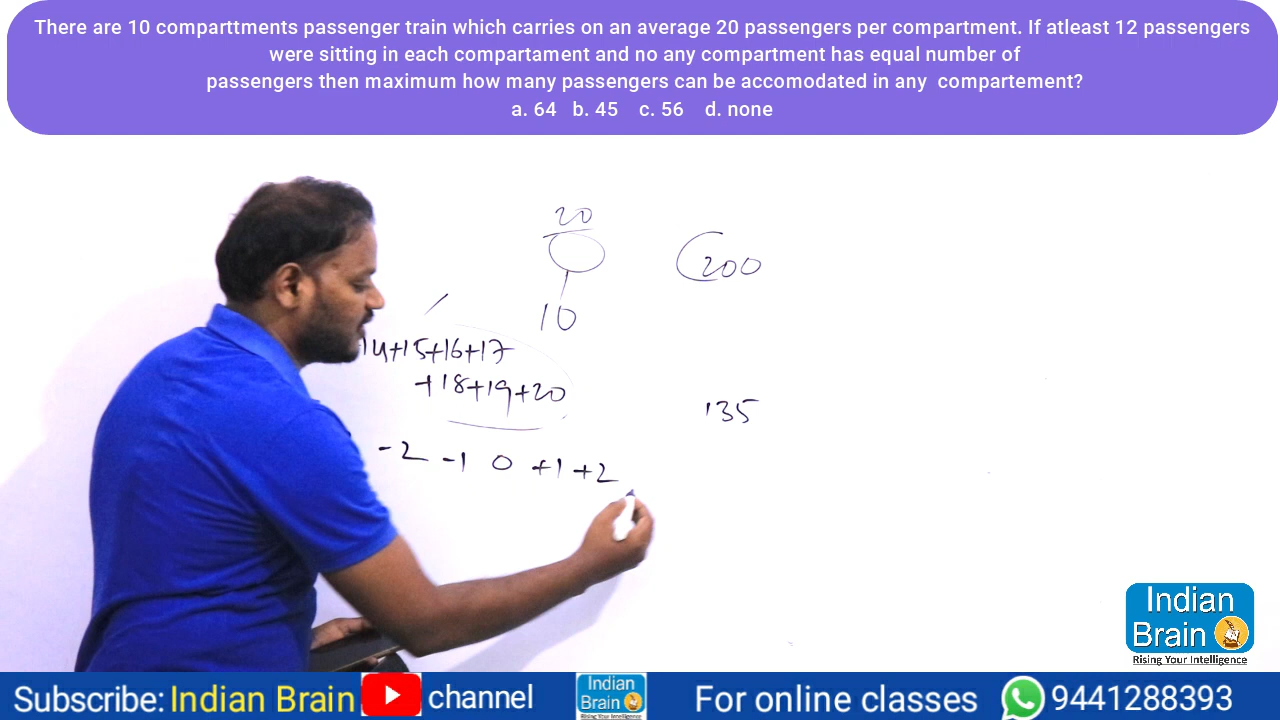 There are 10 comparttments passenger train which carries on an average 20 passengers per compartment. If atleast 12 passengers
were sitting in each compartament and no any compartment has equal number of
passengers then maximum how many passengers can be accomodated in any compartement?
a. 64 b. 45 c. 56 d. none
20
200
10
14+15+16+17
+18+19+20
135
-2 -1 0 +1 +2
Indian
Brain
Rising Your Intelligence
Subscribe: Indian Brain channel
Indian
Brain
Rising Your Intelligence
For online classes 9441288393